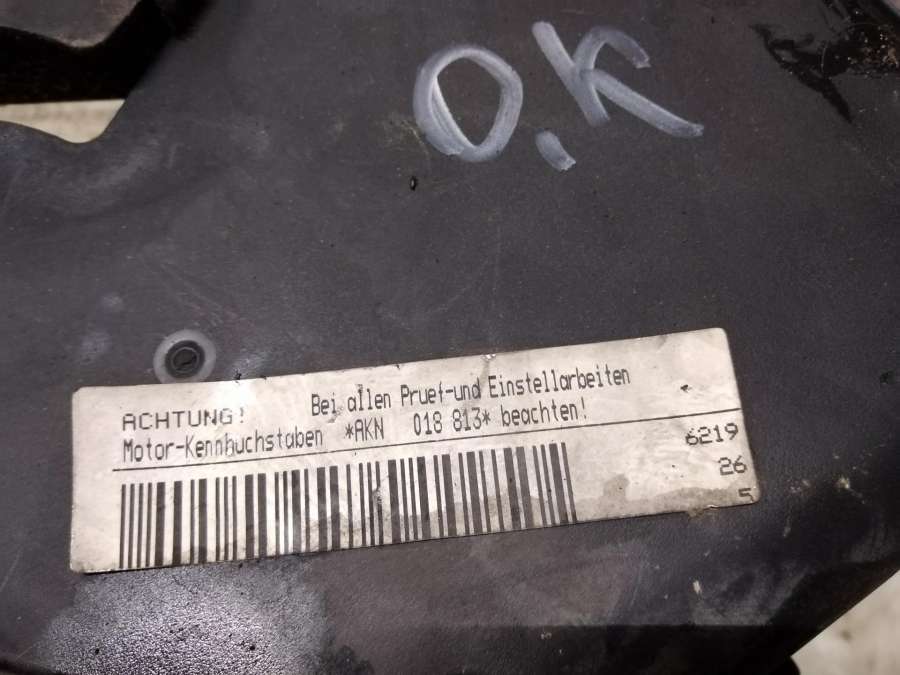 O.K
ACHTUNG! Bei allen Pruef-und Einstellarbeiten
Motor-Kennbuchstaben *AKN 018 813* beachten!
6219
26
5